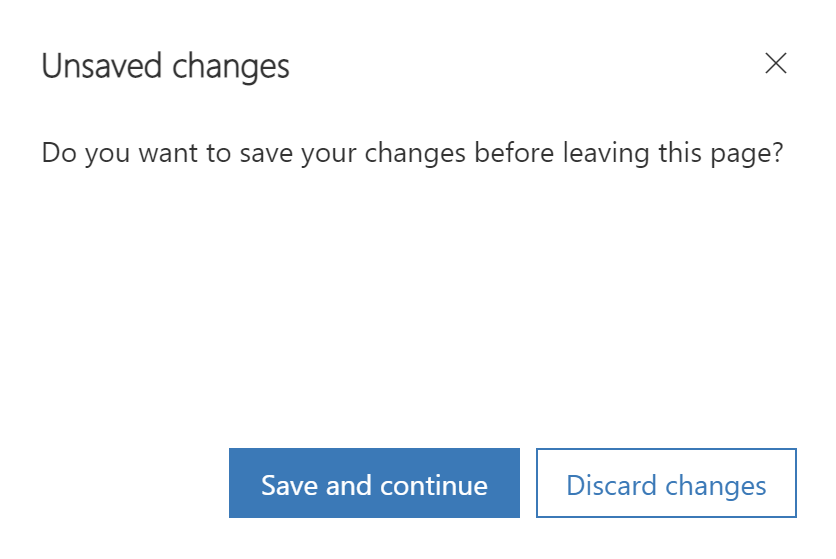 Unsaved changes
Do you want to save your changes before leaving this page?
Save and continue
Discard changes